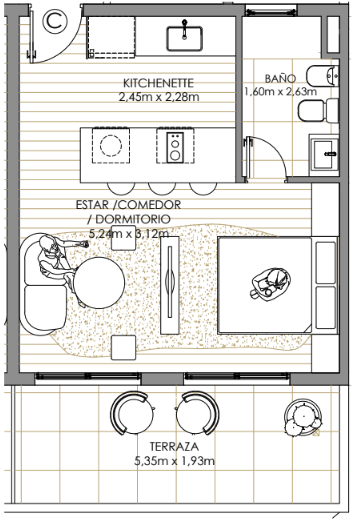 C
KITCHENETTE
2,45m x 2,28m
BAÑO
1,60m x 2,63m
ESTAR /COMEDOR
/ DORMITORIO
5,24m x 3,12m
TERRAZA
5,35m x 1,93m